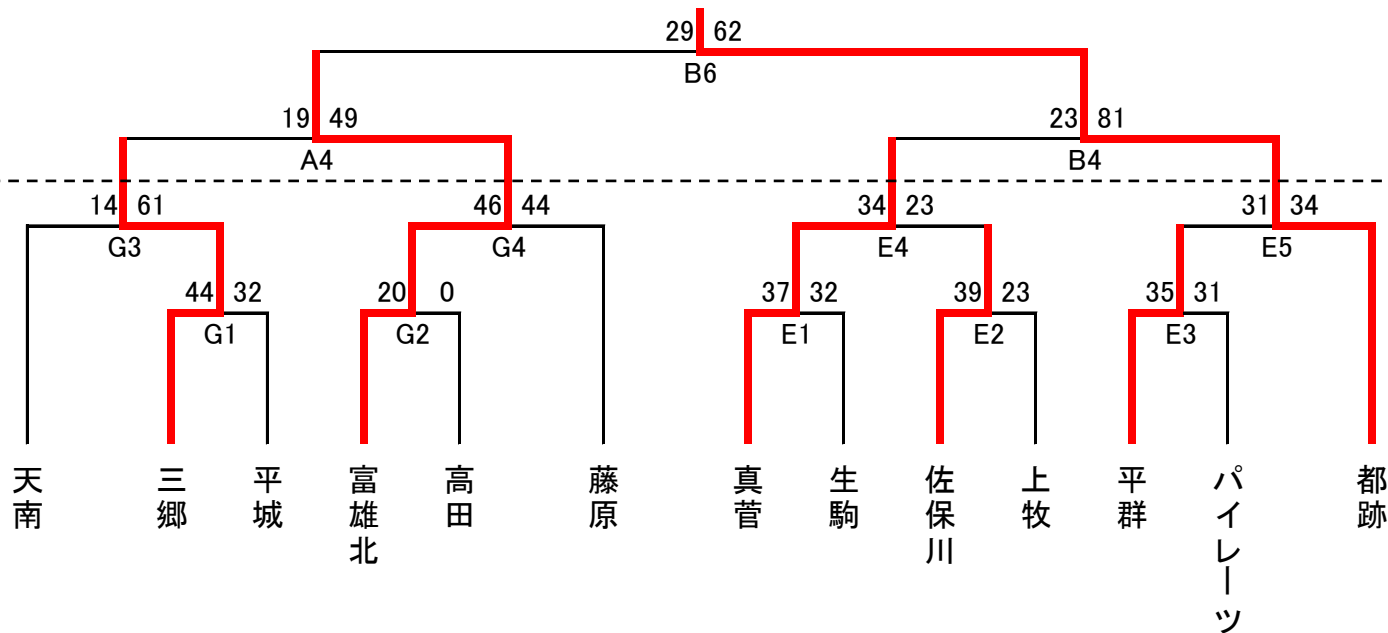 29 62
B6
19 49
23 81
A4
B4
14 61
46 44
34 23
31 34
G3
G4
E4
E5
44 32
20 0
37 32
39 23
35 31
G1
G2
E1
E2
E3
天南
三郷
平城
富雄北
高田
藤原
真菅
生駒
佐保川
上牧
平群
パイレーツ
都跡